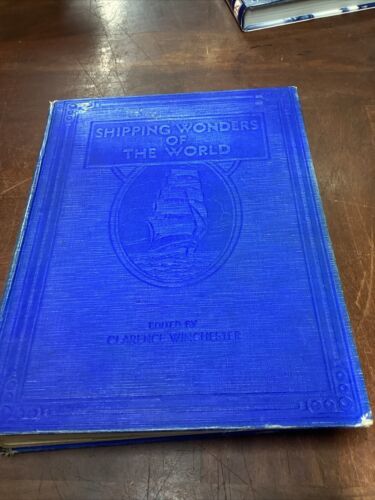 SHIPPING WONDERS
OF
THE WORLD
EDITED BY
CLARENCE WINCHESTER